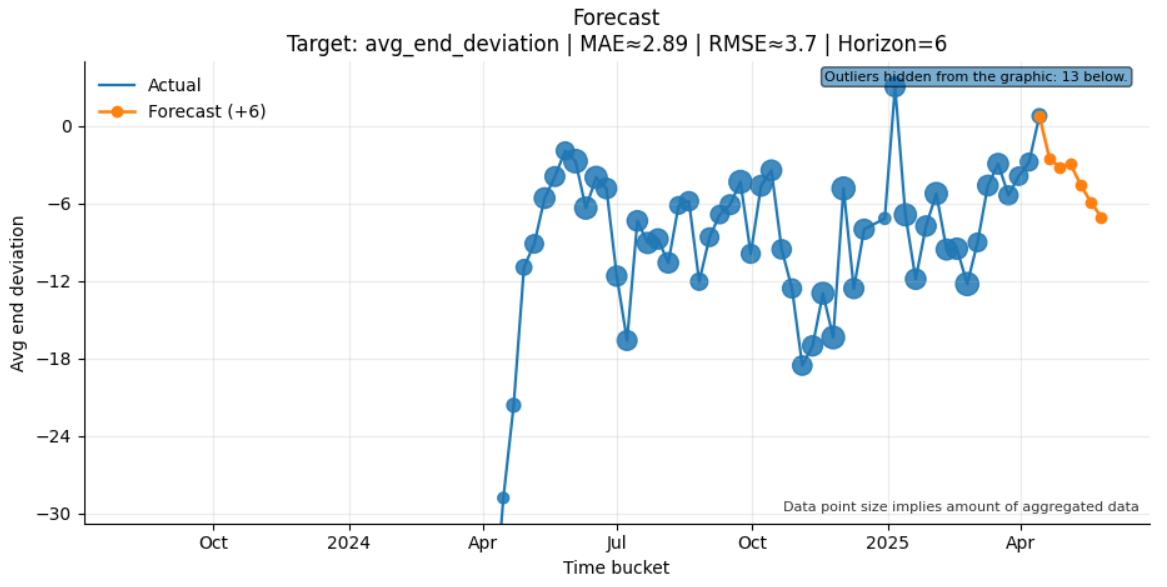 Forecast
Target: avg_end_deviation | MAE≈2.89 | RMSE≈3.7 | Horizon=6
Actual
Forecast (+6)
Outliers hidden from the graphic: 13 below.
Avg end deviation
0
−6
−12
−18
−24
−30
Data point size implies amount of aggregated data
Oct 2024 Apr Jul Oct 2025 Apr
Time bucket